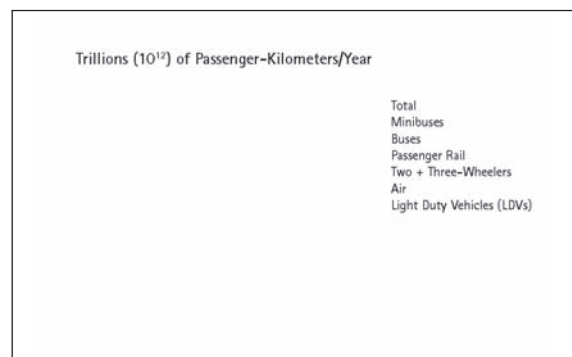 Trillions (10¹²) of Passenger-Kilometers/Year
Total
Minibuses
Buses
Passenger Rail
Two + Three-Wheelers
Air
Light Duty Vehicles (LDVs)